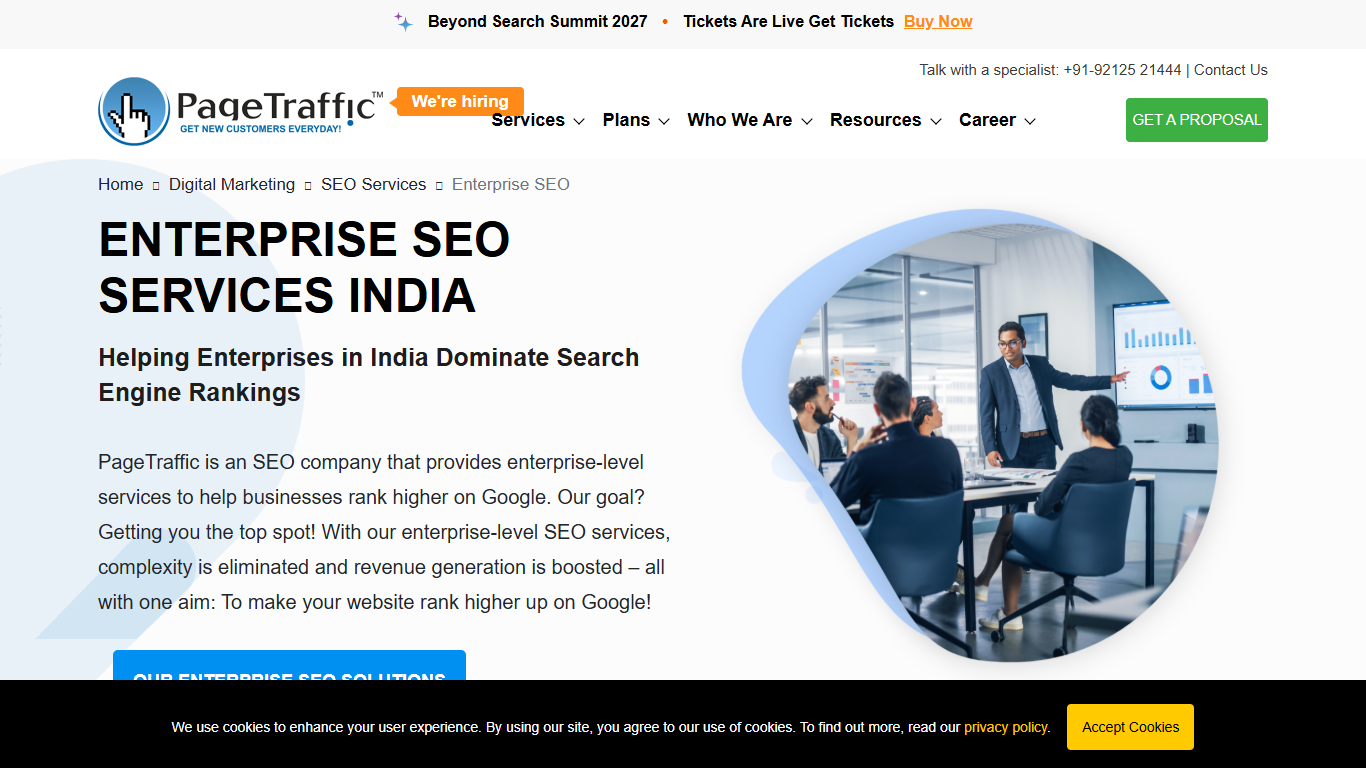 Beyond Search Summit 2027 • Tickets Are Live Get Tickets Buy Now
Talk with a specialist: +91-92125 21444 | Contact Us
PageTraffic™
GET NEW CUSTOMERS EVERYDAY!
We're hiring
Services Plans Who We Are Resources Career
GET A PROPOSAL
Home Digital Marketing SEO Services Enterprise SEO
ENTERPRISE SEO
SERVICES INDIA
Helping Enterprises in India Dominate Search
Engine Rankings
PageTraffic is an SEO company that provides enterprise-level
services to help businesses rank higher on Google. Our goal?
Getting you the top spot! With our enterprise-level SEO services,
complexity is eliminated and revenue generation is boosted – all
with one aim: To make your website rank higher up on Google!
OUR ENTERPRISE SEO SOLUTIONS
We use cookies to enhance your user experience. By using our site, you agree to our use of cookies. To find out more, read our privacy policy.
Accept Cookies